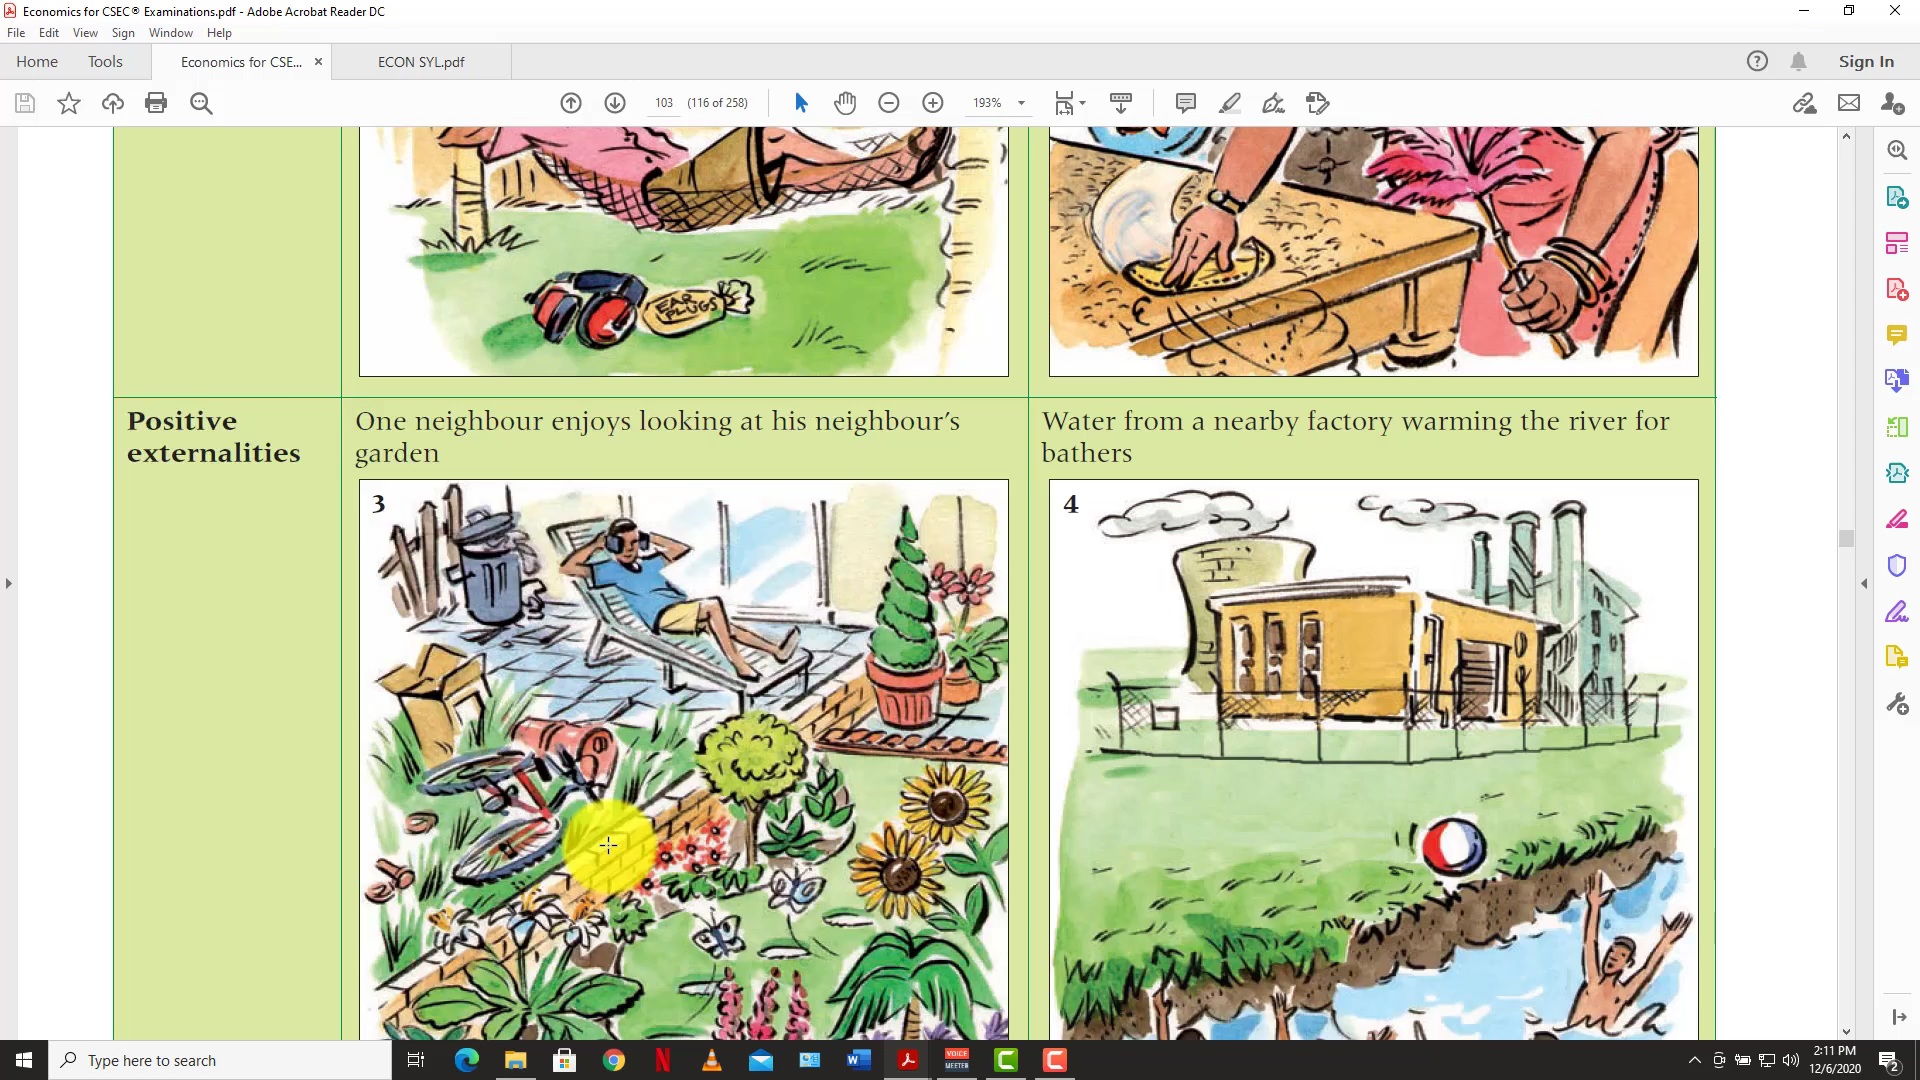 Economics for CSEC® Examinations.pdf - Adobe Acrobat Reader DC
File Edit View Sign Window Help
Home Tools Economics for CSE... × ECON SYL.pdf Sign In
103 (116 of 258) 193%
EAR
PLUGS
Positive
externalities
One neighbour enjoys looking at his neighbour's
garden
Water from a nearby factory warming the river for
bathers
3
4
Type here to search
VOICE
MEETER
2:11 PM
12/6/2020
2